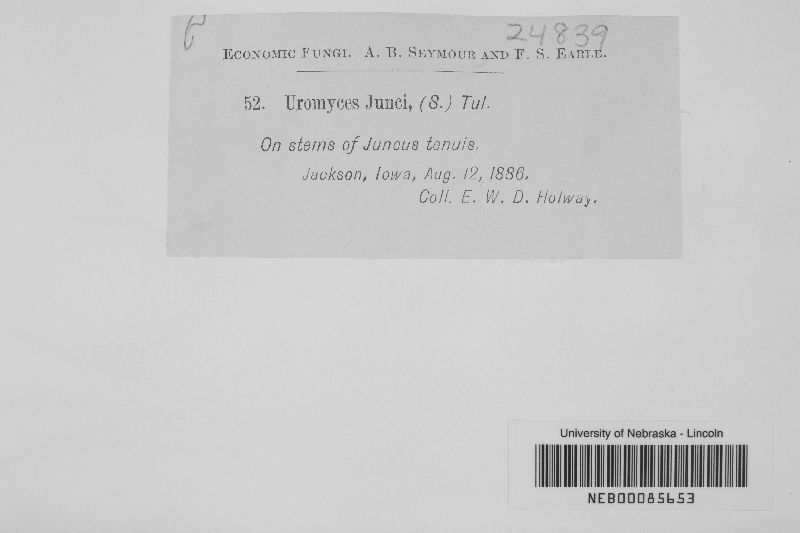 24839
ECONOMIC FUNGI. A. B. SEYMOUR AND F. S. EARLE.
52. Uromyces Junci, (S.) Tul.
On stems of Juncus tenuis.
Jackson, Iowa, Aug. 12, 1886.
Coll. E. W. D. Holway.
University of Nebraska - Lincoln
NEB00085653